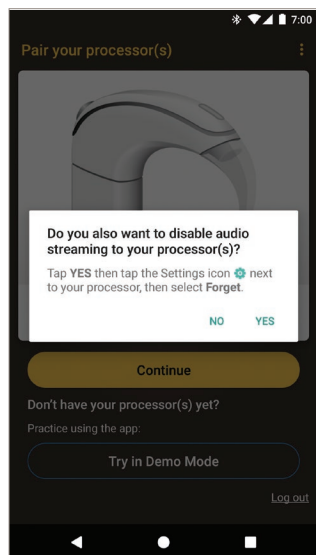 7:00
Pair your processor(s)
Do you also want to disable audio
streaming to your processor(s)?
Tap YES then tap the Settings icon next
to your processor, then select Forget.
NO YES
Continue
Don't have your processor(s) yet?
Practice using the app:
Try in Demo Mode
Log out